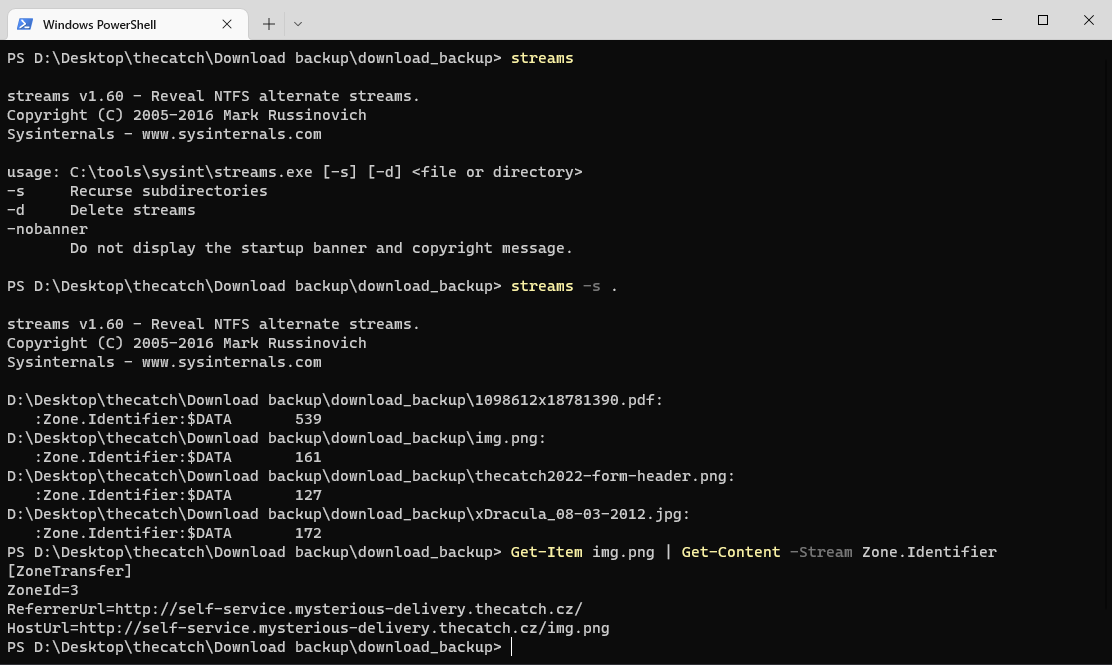 Windows PowerShell
PS D:\Desktop\thecatch\Download backup\download_backup> streams
streams v1.60 - Reveal NTFS alternate streams.
Copyright (C) 2005-2016 Mark Russinovich
Sysinternals - www.sysinternals.com
usage: C:\tools\sysint\streams.exe [-s] [-d] <file or directory>
-s     Recurse subdirectories
-d     Delete streams
-nobanner
       Do not display the startup banner and copyright message.
PS D:\Desktop\thecatch\Download backup\download_backup> streams -s .
streams v1.60 - Reveal NTFS alternate streams.
Copyright (C) 2005-2016 Mark Russinovich
Sysinternals - www.sysinternals.com
D:\Desktop\thecatch\Download backup\download_backup\1098612x18781390.pdf:
   :Zone.Identifier:$DATA       539
D:\Desktop\thecatch\Download backup\download_backup\img.png:
   :Zone.Identifier:$DATA       161
D:\Desktop\thecatch\Download backup\download_backup\thecatch2022-form-header.png:
   :Zone.Identifier:$DATA       127
D:\Desktop\thecatch\Download backup\download_backup\xDracula_08-03-2012.jpg:
   :Zone.Identifier:$DATA       172
PS D:\Desktop\thecatch\Download backup\download_backup> Get-Item img.png | Get-Content -Stream Zone.Identifier
[ZoneTransfer]
ZoneId=3
ReferrerUrl=http://self-service.mysterious-delivery.thecatch.cz/
HostUrl=http://self-service.mysterious-delivery.thecatch.cz/img.png
PS D:\Desktop\thecatch\Download backup\download_backup>